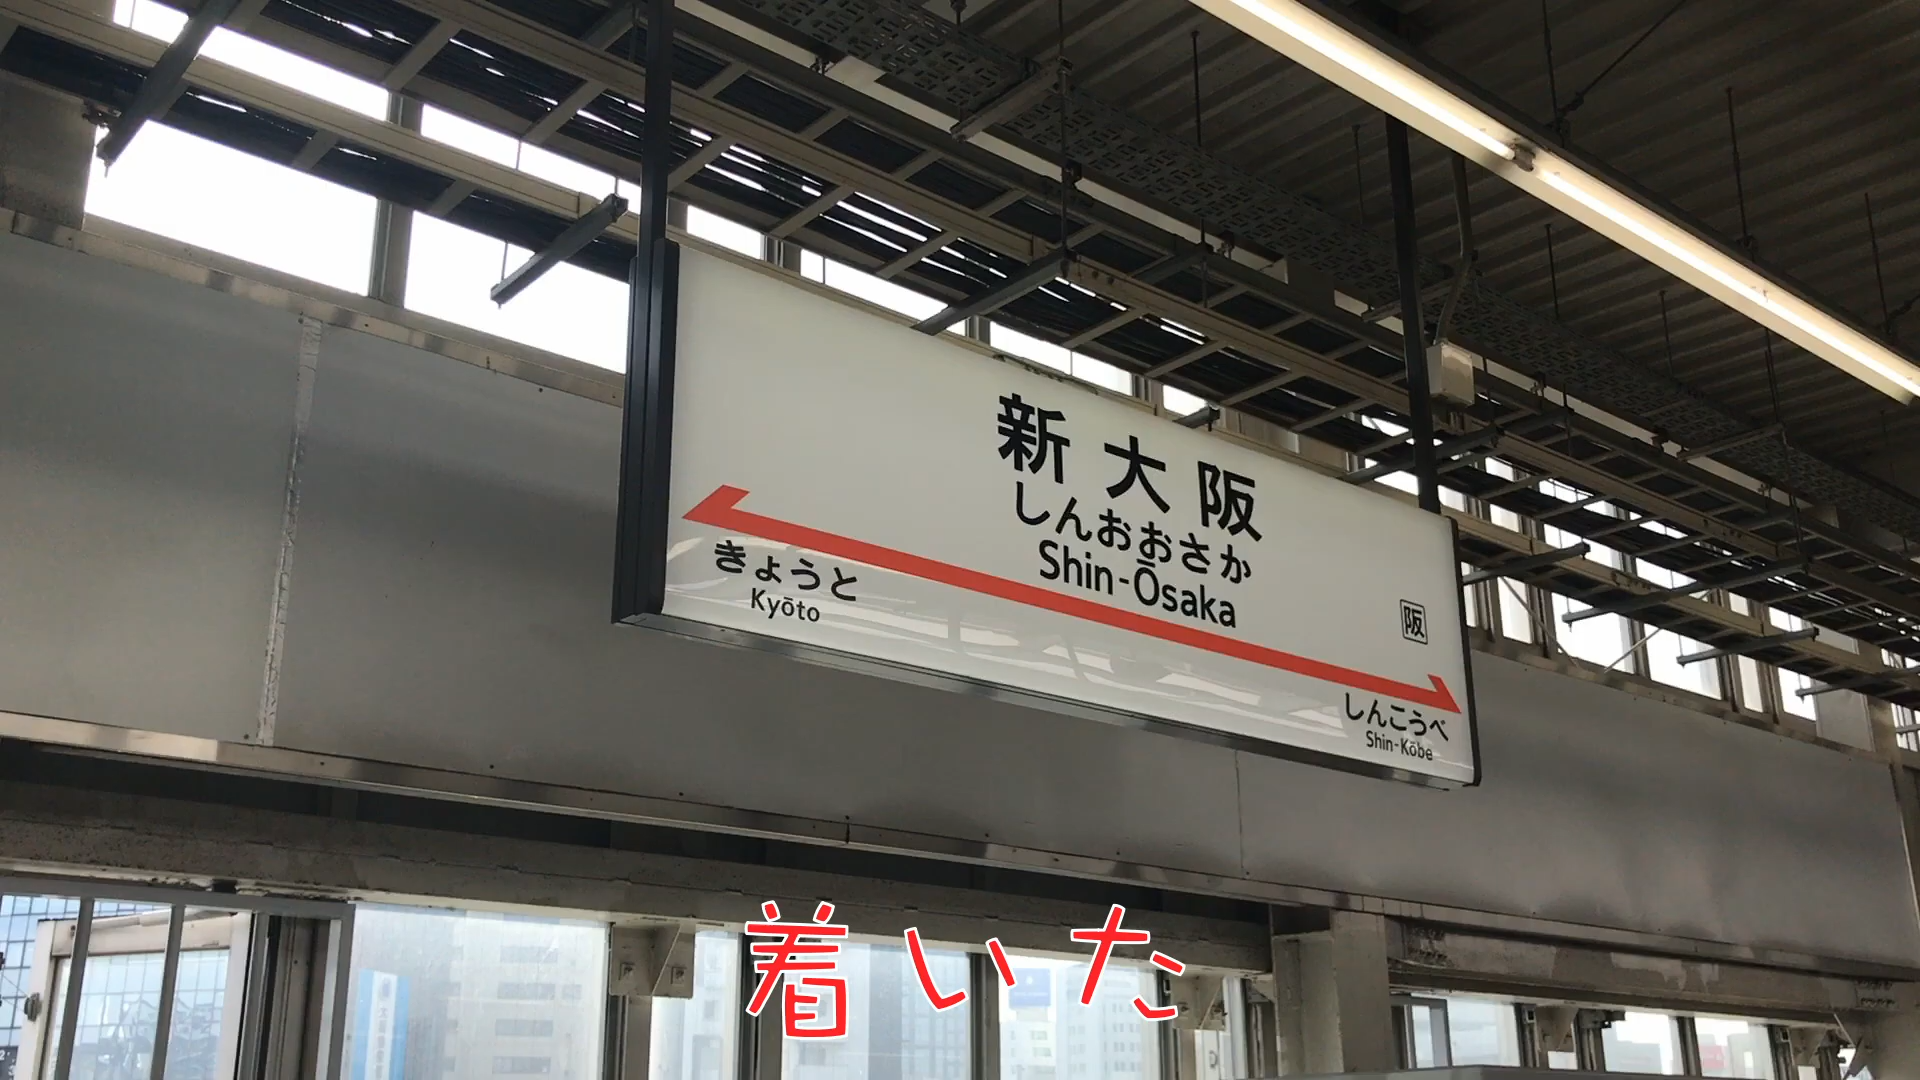 新大阪
しんおおさか
Shin-Ōsaka
きょうと
Kyōto
阪
しんこうべ
Shin-Kōbe
着いた